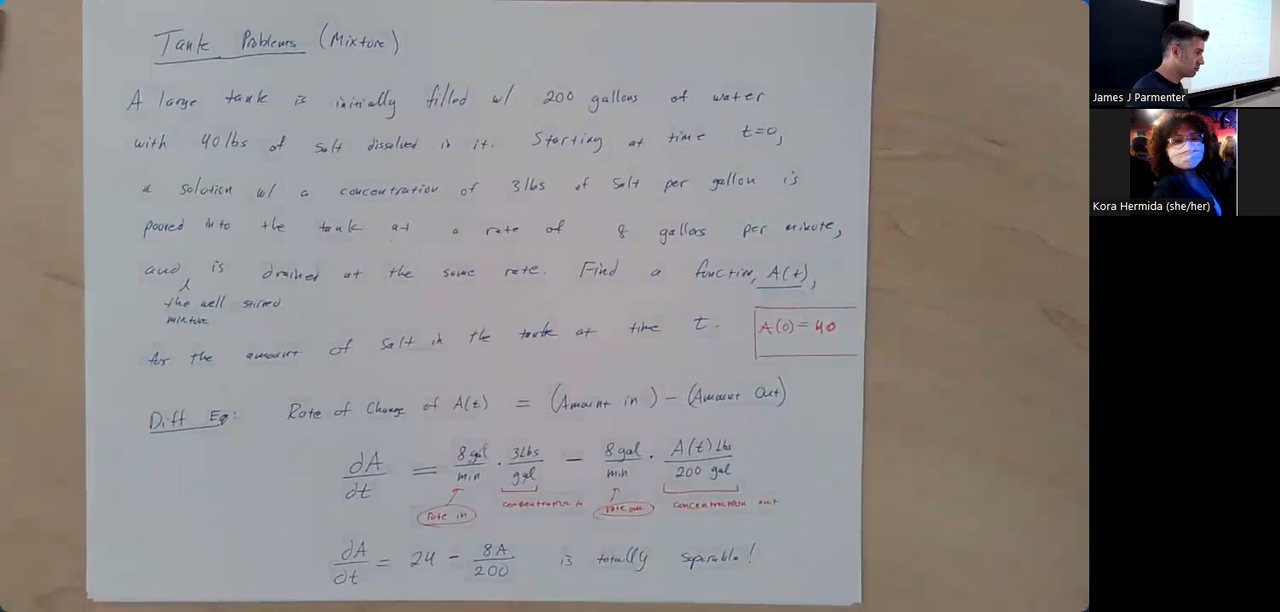 Tank Problems (Mixture)
A large tank is initially filled w/ 200 gallons of water
with 40 lbs of salt dissolved in it. Starting at time t=0,
a solution w/ a concentration of 3 lbs of salt per gallon is
poured into the tank at a rate of 8 gallons per minute,
and is drained at the same rate. Find a function, A(t),
the well stirred
mixture
for the amount of salt in the tank at time t.
A(0) = 40
Diff Eq: Rate of Change of A(t) = (Amount in) - (Amount Out)
dA/dt = 8 gal/min · 3 lbs/gal - 8 gal/min · A(t) lbs/200 gal
rate in concentration in rate out concentration out
dA/dt = 24 - 8A/200 is totally separable!
James J Parmenter
Kora Hermida (she/her)